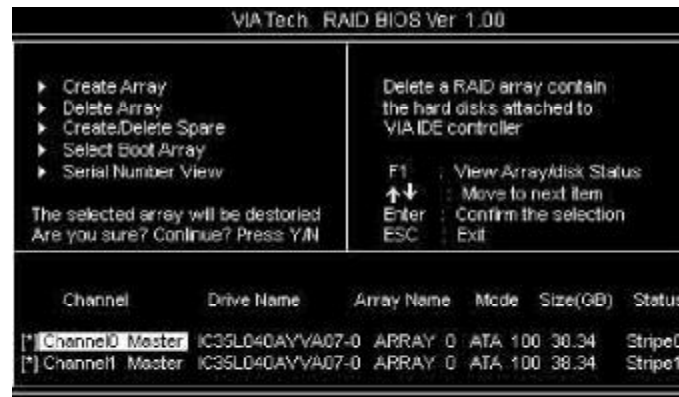 VIA Tech. RAID BIOS Ver 1.00
Create Array
Delete Array
Create/Delete Spare
Select Boot Array
Serial Number View
The selected array will be destoried
Are you sure? Continue? Press Y/N
Delete a RAID array contain
the hard disks attached to
VIA IDE controller
F1 : View Array/disk Status
↑↓ : Move to next item
Enter : Confirm the selection
ESC : Exit
Channel Drive Name Array Name Mode Size(GB) Status
[*] Channel0 Master IC35L040AYVA07-0 ARRAY 0 ATA 100 38.34 Stripe0
[*] Channel1 Master IC35L040AYVA07-0 ARRAY 0 ATA 100 38.34 Stripe1